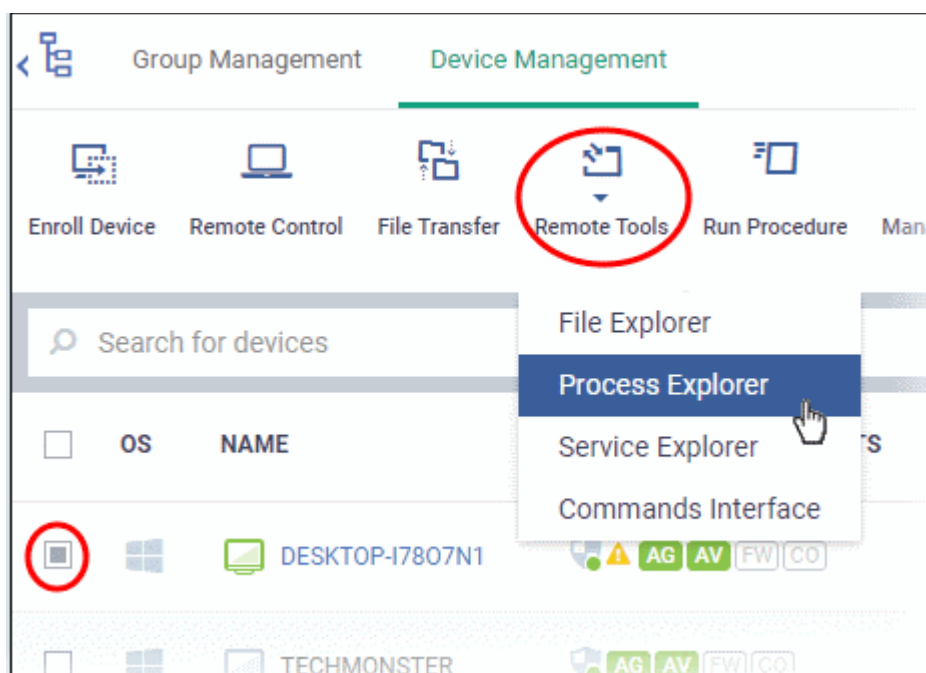 Group Management Device Management
Enroll Device Remote Control File Transfer Remote Tools Run Procedure
Search for devices
File Explorer
Process Explorer
OS NAME TS
Service Explorer
Commands Interface
DESKTOP-I78O7N1 AG AV FW CO
TECHMONSTER AG AV FW CO